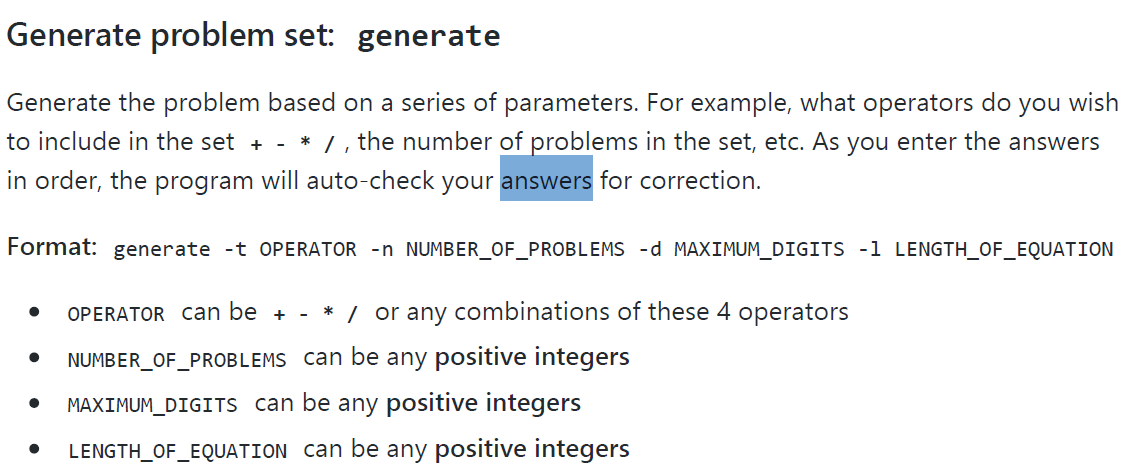 Generate problem set: generate
Generate the problem based on a series of parameters. For example, what operators do you wish
to include in the set + - * / , the number of problems in the set, etc. As you enter the answers
in order, the program will auto-check your answers for correction.
Format: generate -t OPERATOR -n NUMBER_OF_PROBLEMS -d MAXIMUM_DIGITS -l LENGTH_OF_EQUATION
• OPERATOR can be + - * / or any combinations of these 4 operators
• NUMBER_OF_PROBLEMS can be any positive integers
• MAXIMUM_DIGITS can be any positive integers
• LENGTH_OF_EQUATION can be any positive integers